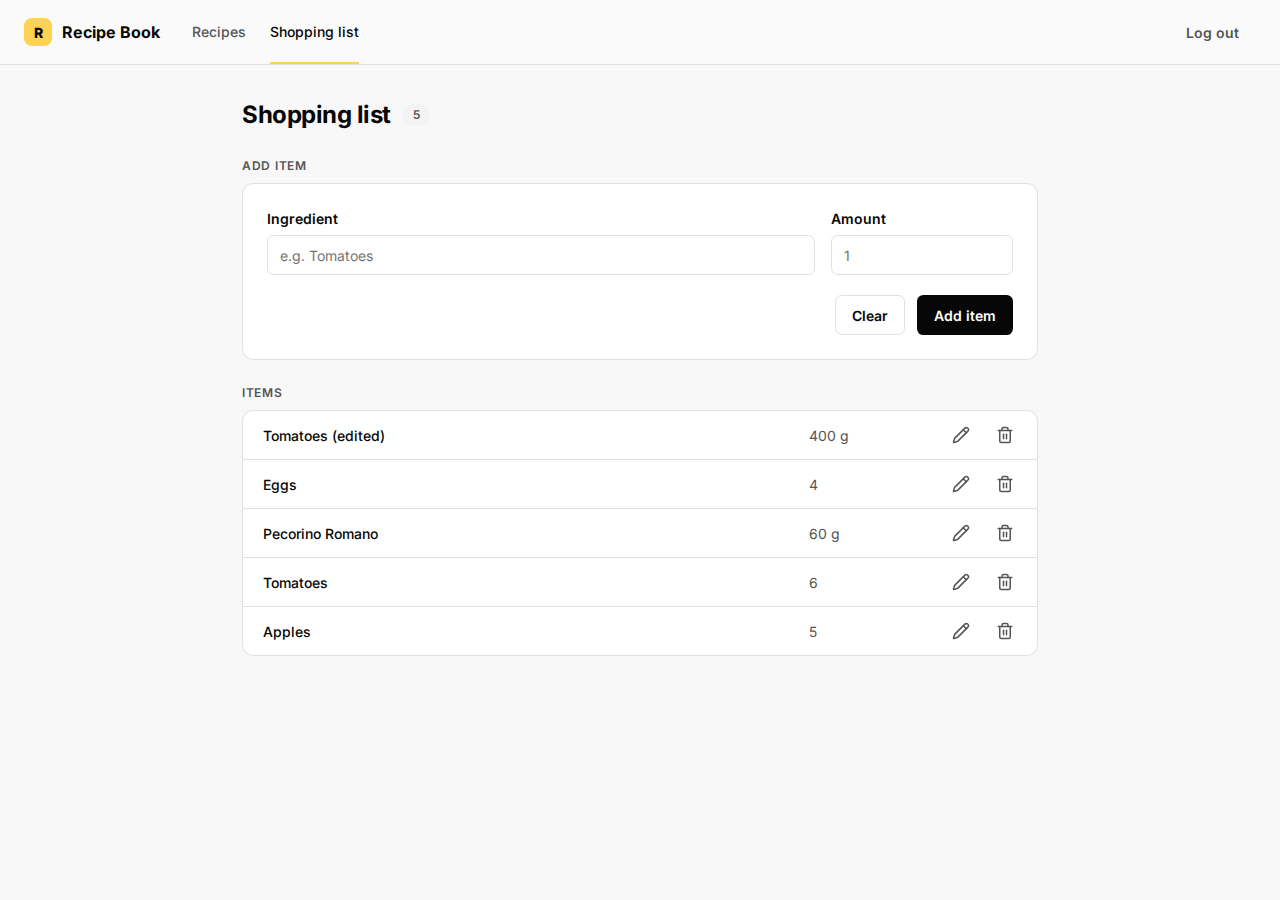 R Recipe Book Recipes Shopping list Log out
Shopping list 5
ADD ITEM
Ingredient Amount
e.g. Tomatoes 1
Clear Add item
ITEMS
Tomatoes (edited) 400 g
Eggs 4
Pecorino Romano 60 g
Tomatoes 6
Apples 5